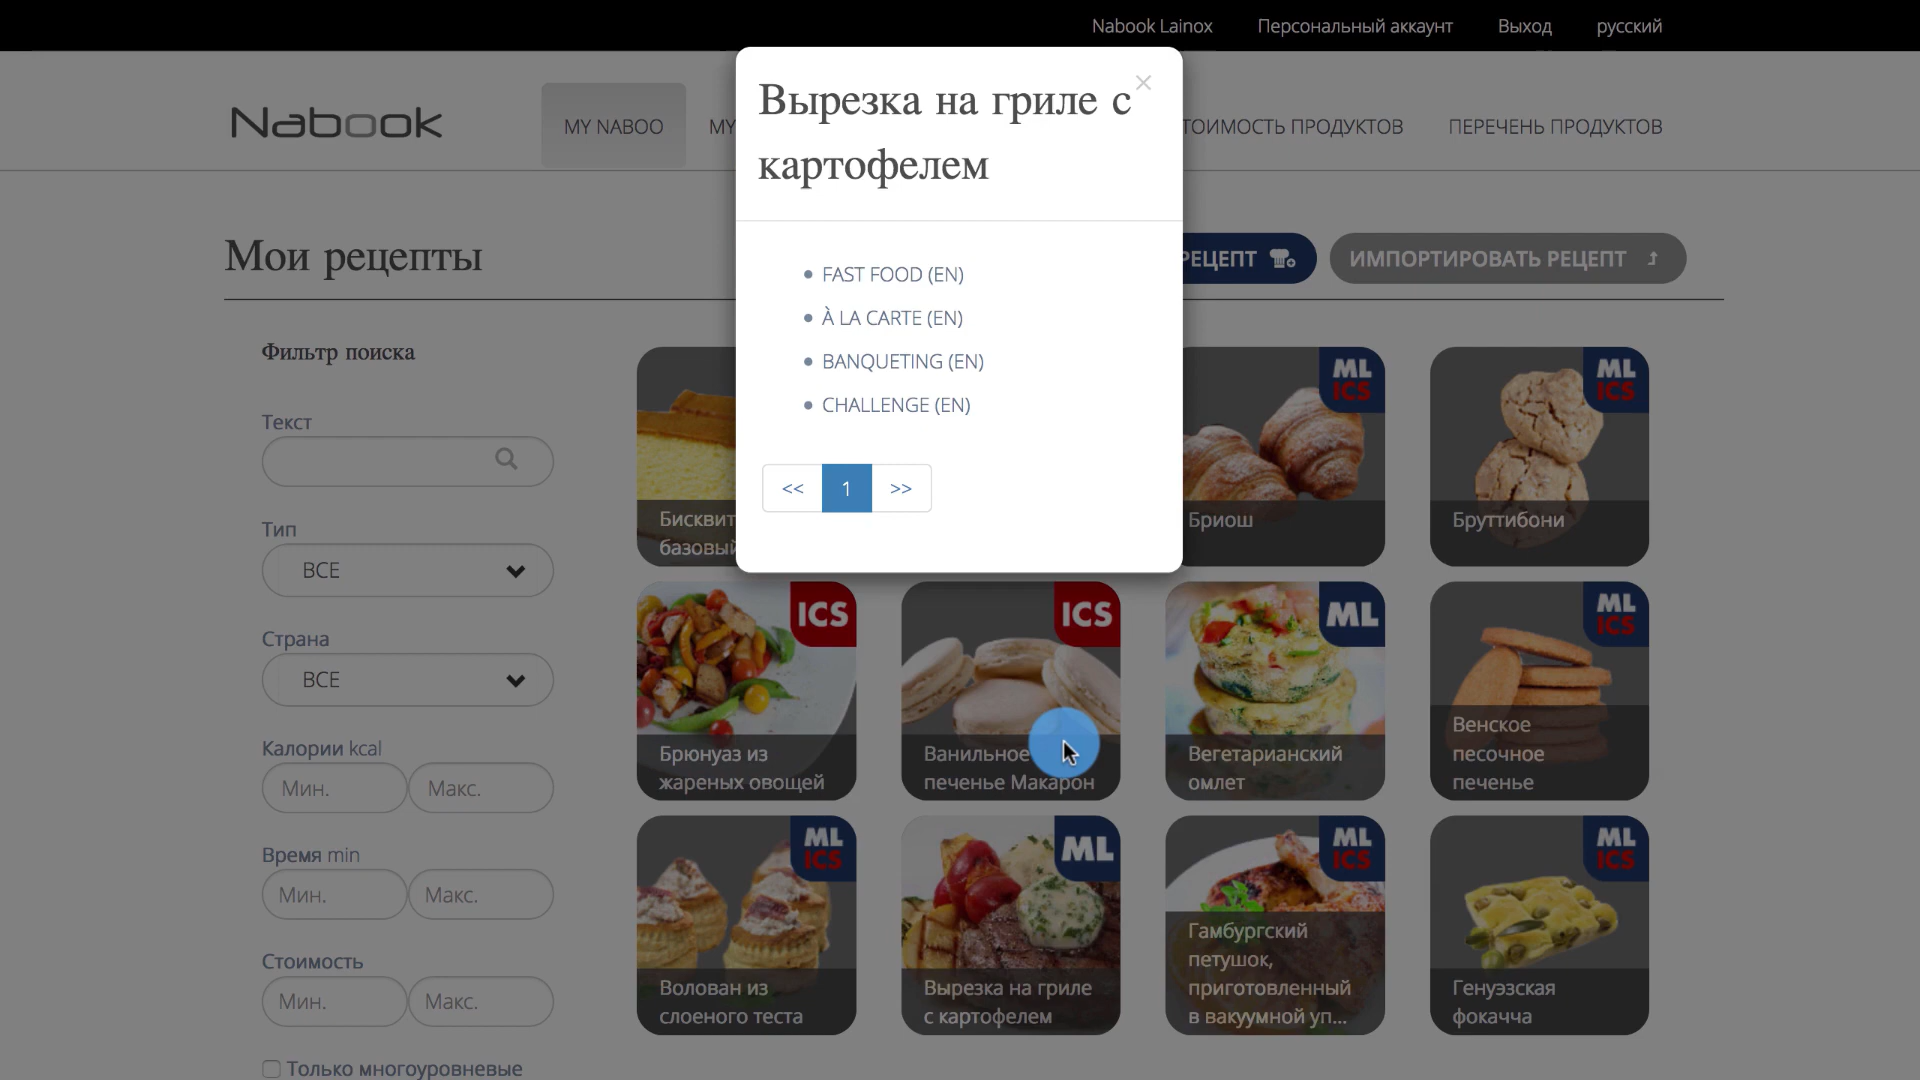 Nabook Lainox
Персональный аккаунт
Выход
русский
Nabook
MY NABOO
MY
ТОИМОСТЬ ПРОДУКТОВ
ПЕРЕЧЕНЬ ПРОДУКТОВ
Вырезка на гриле с
картофелем
×
FAST FOOD (EN)
À LA CARTE (EN)
BANQUETING (EN)
CHALLENGE (EN)
<<
1
>>
Мои рецепты
РЕЦЕПТ
ИМПОРТИРОВАТЬ РЕЦЕПТ
Фильтр поиска
Текст
Тип
ВСЕ
Страна
ВСЕ
Калории kcal
Мин.
Макс.
Время min
Мин.
Макс.
Стоимость
Мин.
Макс.
Только многоуровневые
Бисквит
базовый
ML
ICS
Бриош
ML
ICS
Бруттибони
ICS
Брюнуаз из
жареных овощей
ICS
Ванильное
печенье Макарон
ML
Вегетарианский
омлет
ML
ICS
Венское
песочное
печенье
ML
ICS
Волован из
слоеного теста
ML
Вырезка на гриле
с картофелем
ML
ICS
Гамбургский
петушок,
приготовленный
в вакуумной уп...
ML
ICS
Генуэзская
фокачча